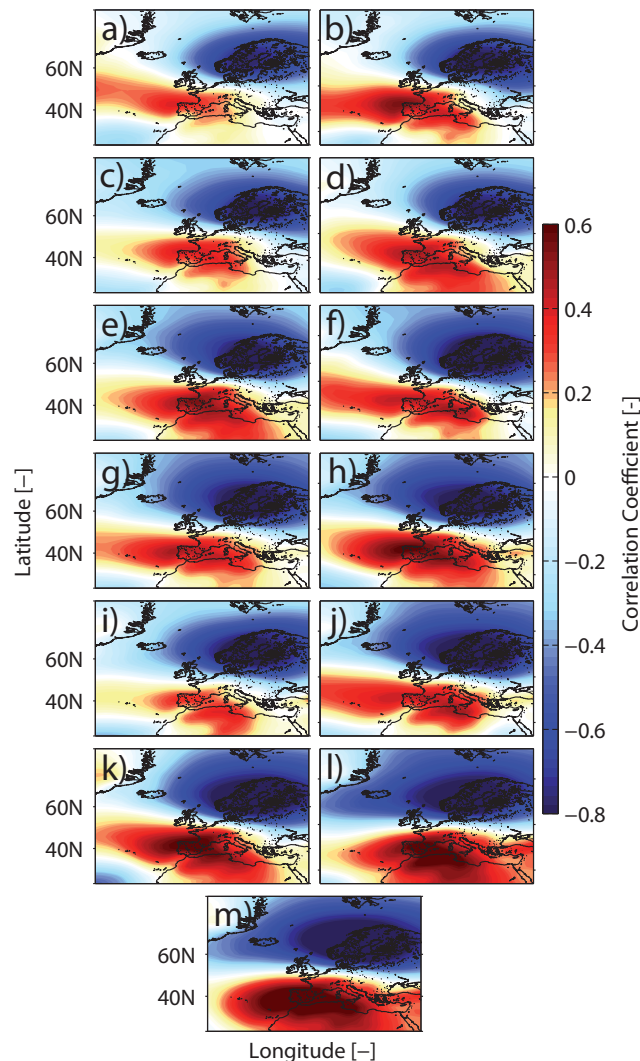 a) b)
60N
40N
c) d)
60N
40N
e) f)
60N
40N
g) h)
60N
40N
i) j)
60N
40N
k) l)
60N
40N
m)
60N
40N
Latitude [−]
Longitude [−]
0.6
0.4
0.2
0
−0.2
−0.4
−0.6
−0.8
Correlation Coefficient [-]